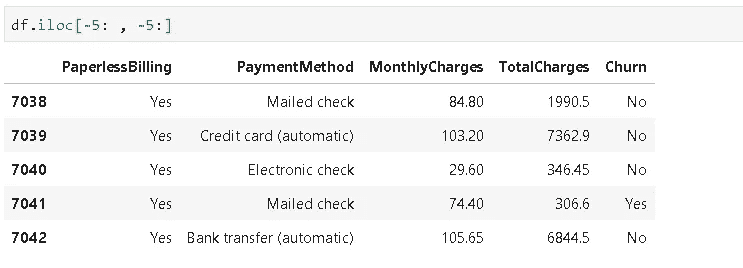 df.iloc[-5: , -5:]
PaperlessBilling PaymentMethod MonthlyCharges TotalCharges Churn
7038 Yes Mailed check 84.80 1990.5 No
7039 Yes Credit card (automatic) 103.20 7362.9 No
7040 Yes Electronic check 29.60 346.45 No
7041 Yes Mailed check 74.40 306.6 Yes
7042 Yes Bank transfer (automatic) 105.65 6844.5 No